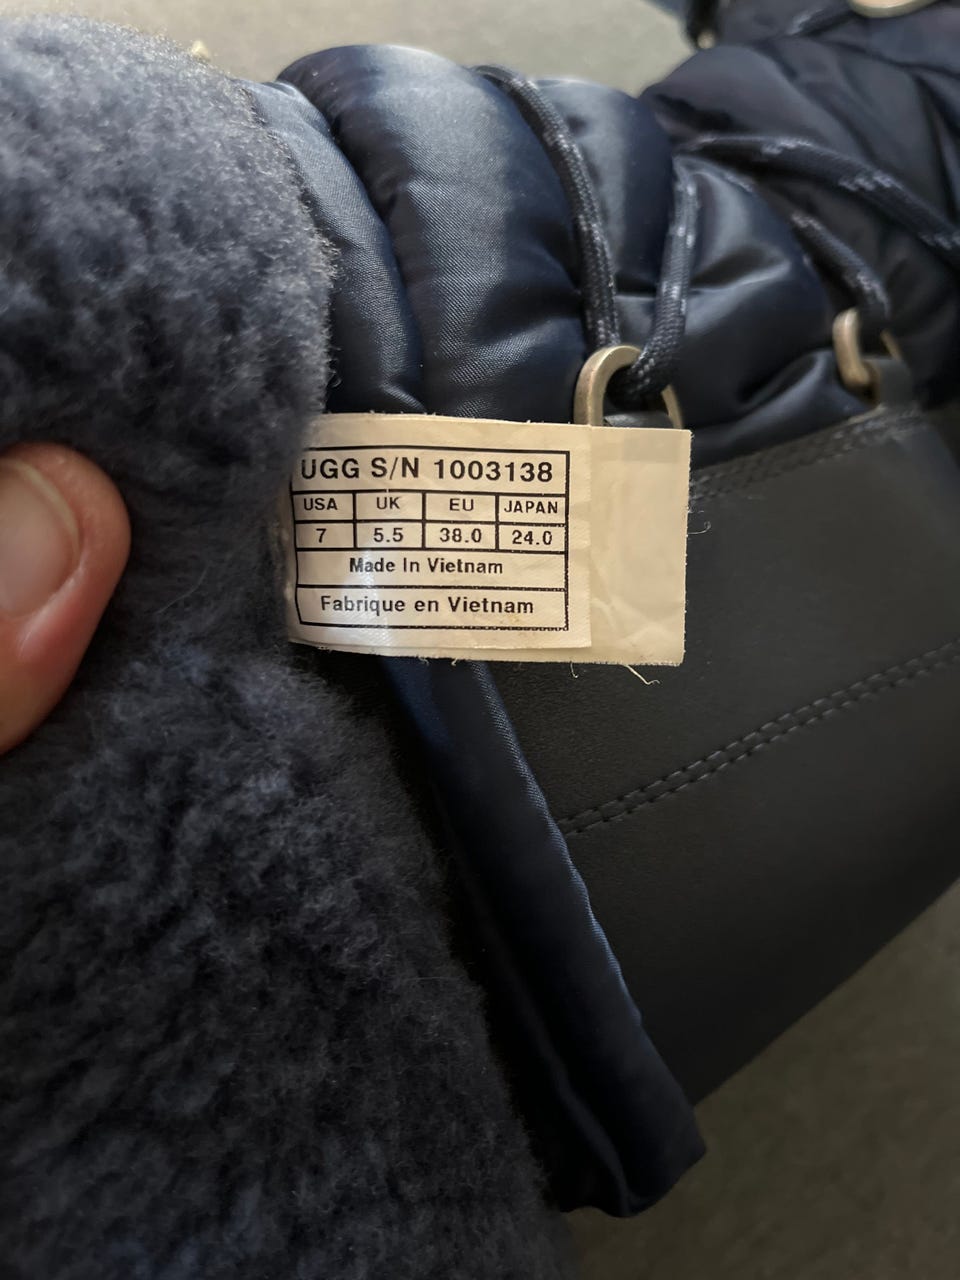 UGG S/N 1003138
USA UK EU JAPAN
7 5.5 38.0 24.0
Made In Vietnam
Fabrique en Vietnam